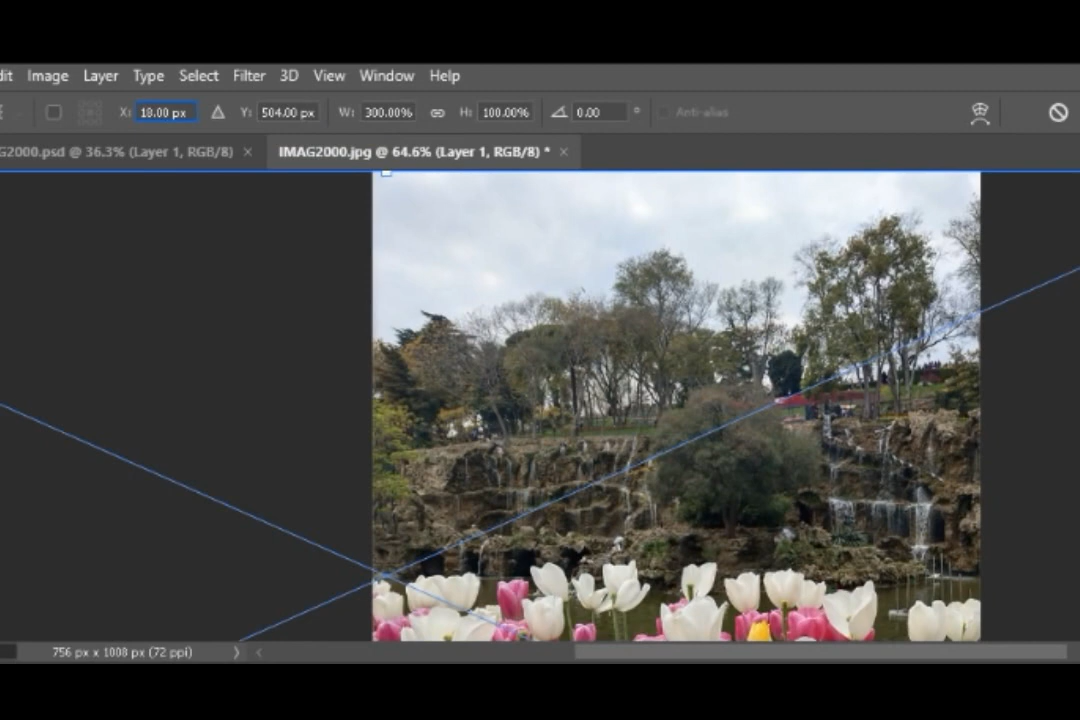 dit Image Layer Type Select Filter 3D View Window Help
X: 18.00 px Y: 504.00 px W: 300.00% H: 100.00% 0.00 ° Anti-alias
G2000.psd @ 36.3% (Layer 1, RGB/8) × IMAG2000.jpg @ 64.6% (Layer 1, RGB/8) * ×
756 px x 1008 px (72 ppi)